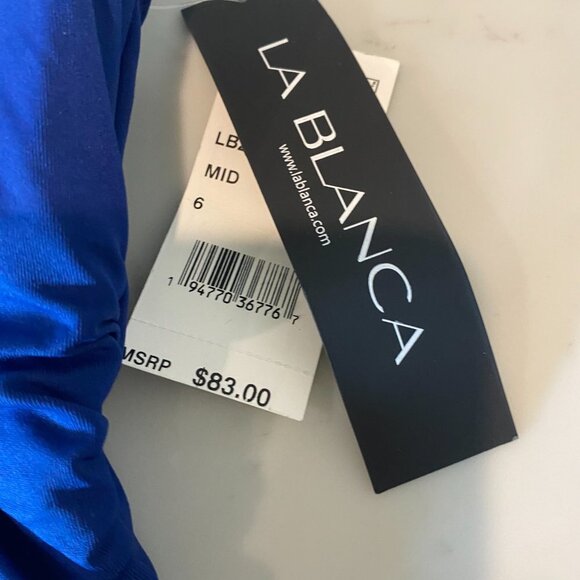 LA BLANCA
www.lablanca.com
MID
6
1 94770 36776 7
MSRP $83.00